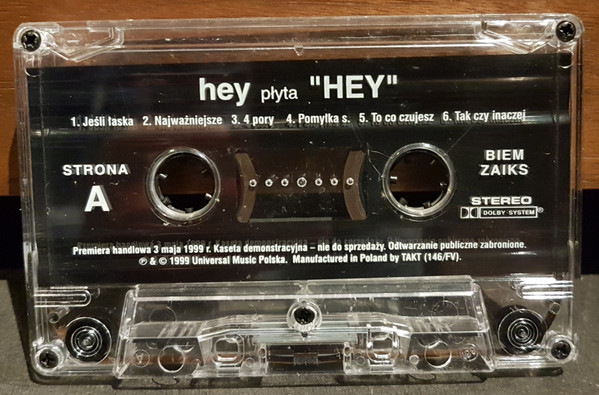 hey płyta "HEY"
1. Jeśli łaska 2. Najważniejsze 3. 4 pory 4. Pomyłka s. 5. To co czujesz 6. Tak czy inaczej
STRONA
A
BIEM
ZAIKS
STEREO
DOLBY SYSTEM®
Premiera handlowa 3 maja 1999 r. Kaseta demonstracyjna – nie do sprzedaży. Odtwarzanie publiczne zabronione.
℗ & © 1999 Universal Music Polska. Manufactured in Poland by TAKT (146/FV).